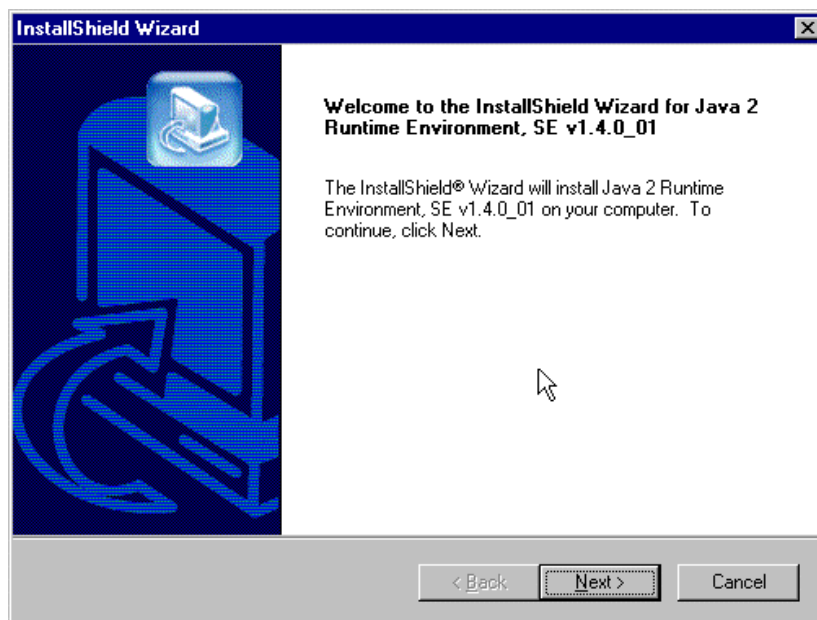 InstallShield Wizard
Welcome to the InstallShield Wizard for Java 2
Runtime Environment, SE v1.4.0_01
The InstallShield® Wizard will install Java 2 Runtime
Environment, SE v1.4.0_01 on your computer.  To
continue, click Next.
< Back
Next >
Cancel